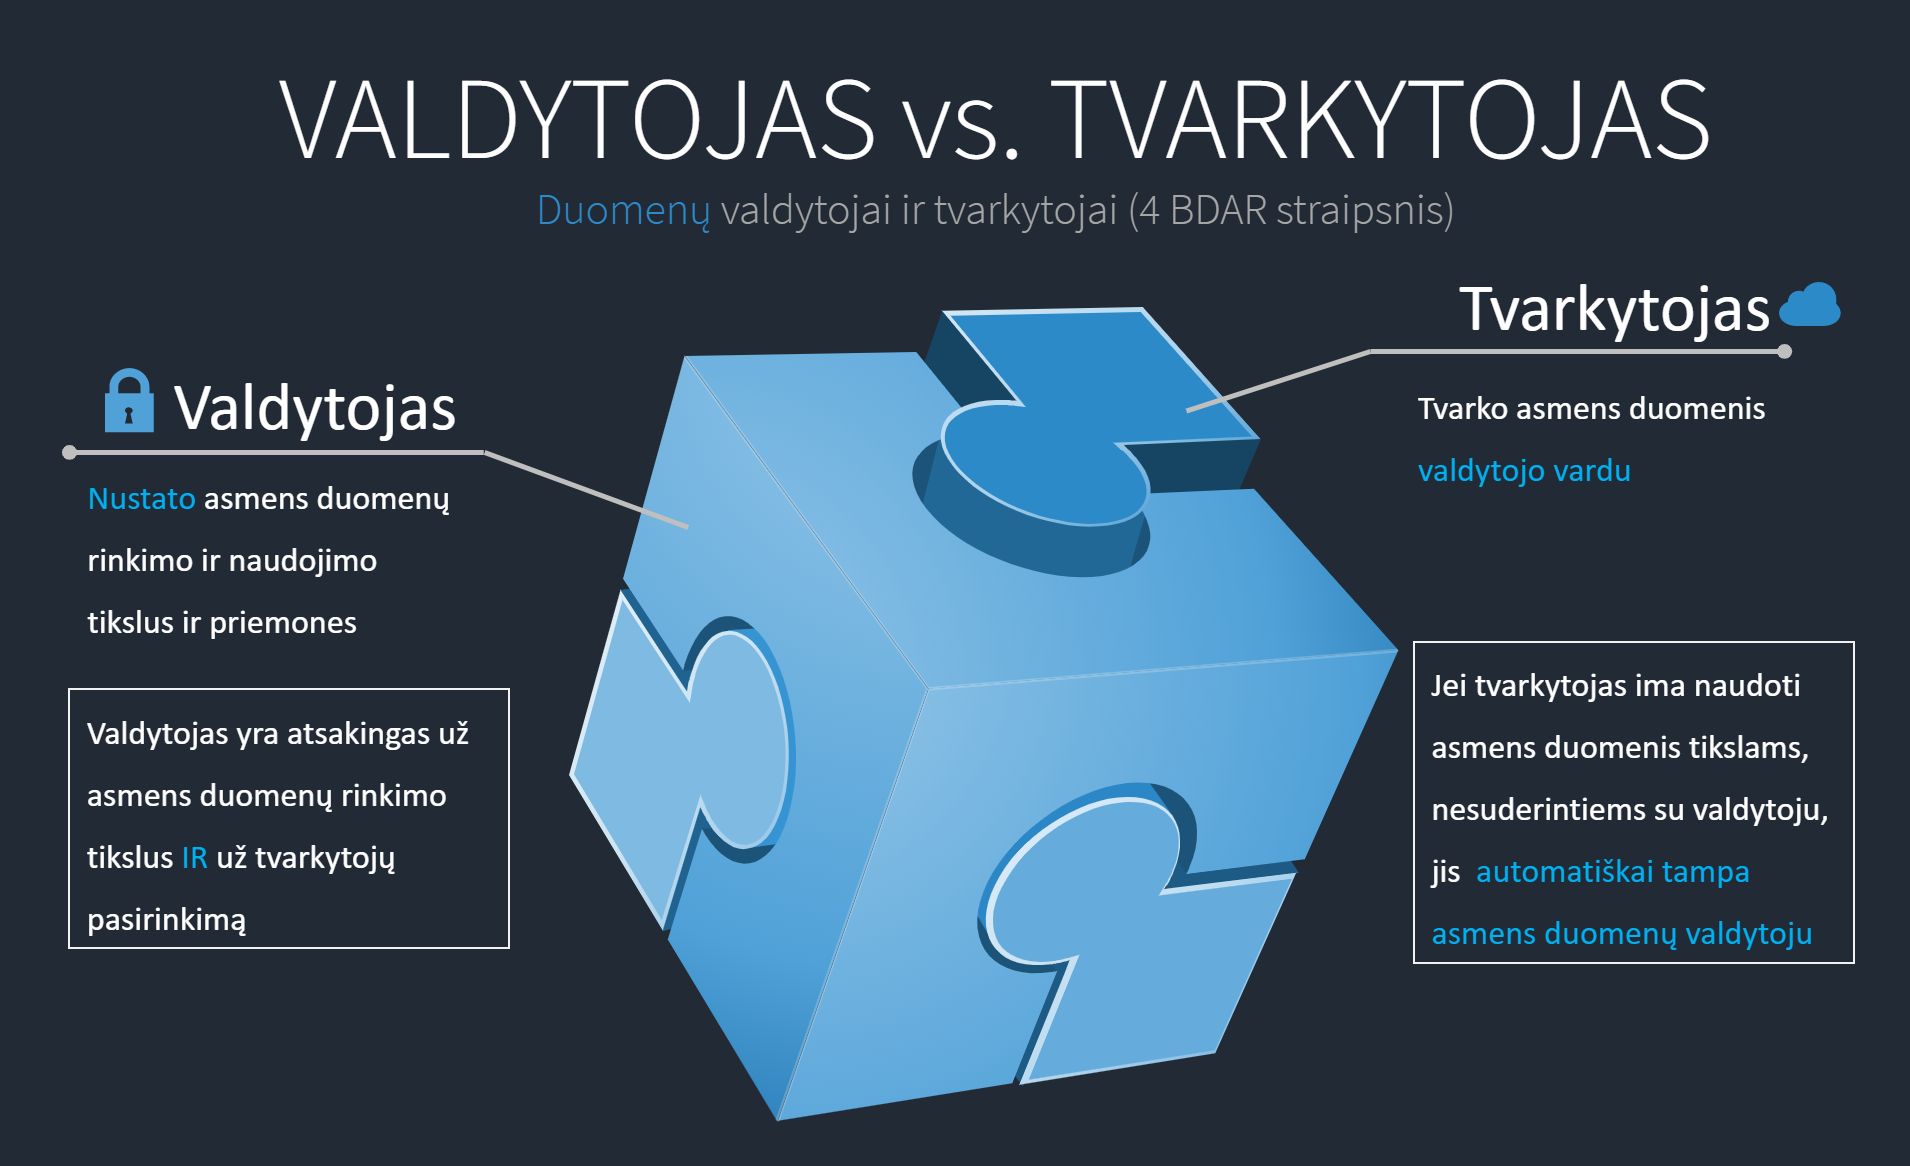 VALDYTOJAS vs. TVARKYTOJAS
Duomenų valdytojai ir tvarkytojai (4 BDAR straipsnis)
Valdytojas
Nustato asmens duomenų
rinkimo ir naudojimo
tikslus ir priemones
Valdytojas yra atsakingas už
asmens duomenų rinkimo
tikslus IR už tvarkytojų
pasirinkimą
Tvarkytojas
Tvarko asmens duomenis
valdytojo vardu
Jei tvarkytojas ima naudoti
asmens duomenis tikslams,
nesuderintiems su valdytoju,
jis automatiškai tampa
asmens duomenų valdytoju